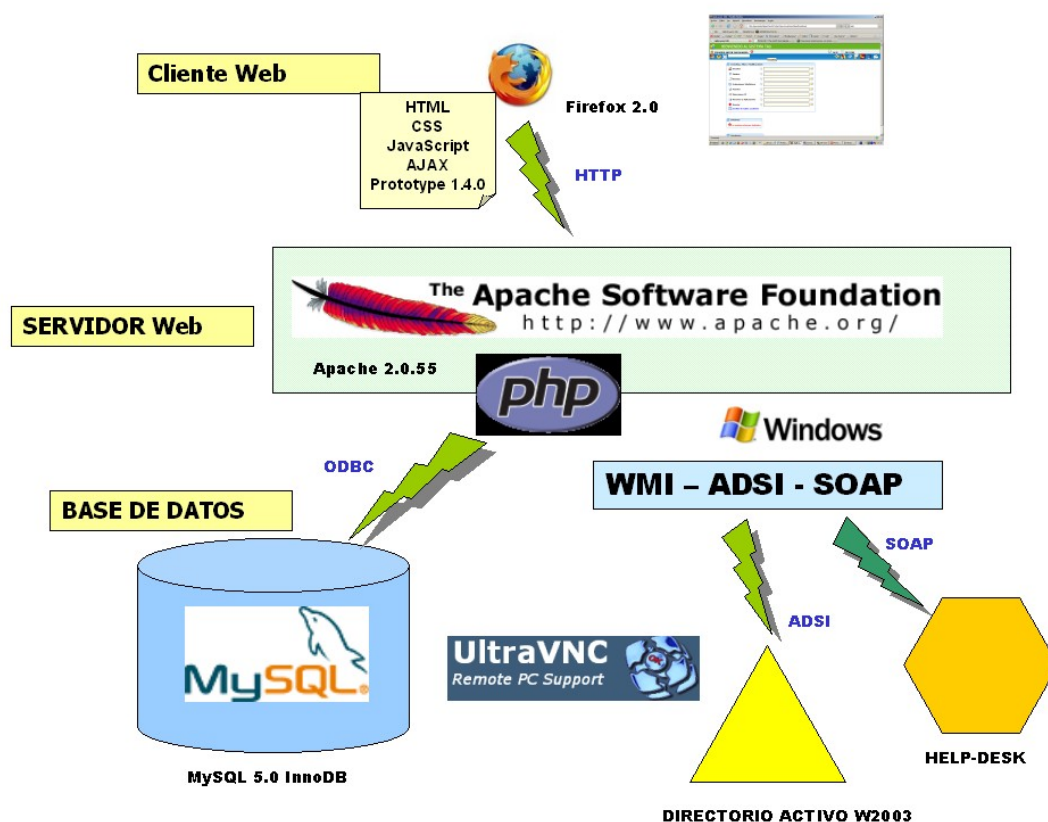 Cliente Web
HTML
CSS
JavaScript
AJAX
Prototype 1.4.0
Firefox 2.0
HTTP
SERVIDOR Web
The Apache Software Foundation
http://www.apache.org/
Apache 2.0.55
php
Windows
ODBC
WMI – ADSI - SOAP
BASE DE DATOS
SOAP
ADSI
MySQL®
UltraVNC
Remote PC Support
MySQL 5.0 InnoDB
HELP-DESK
DIRECTORIO ACTIVO W2003